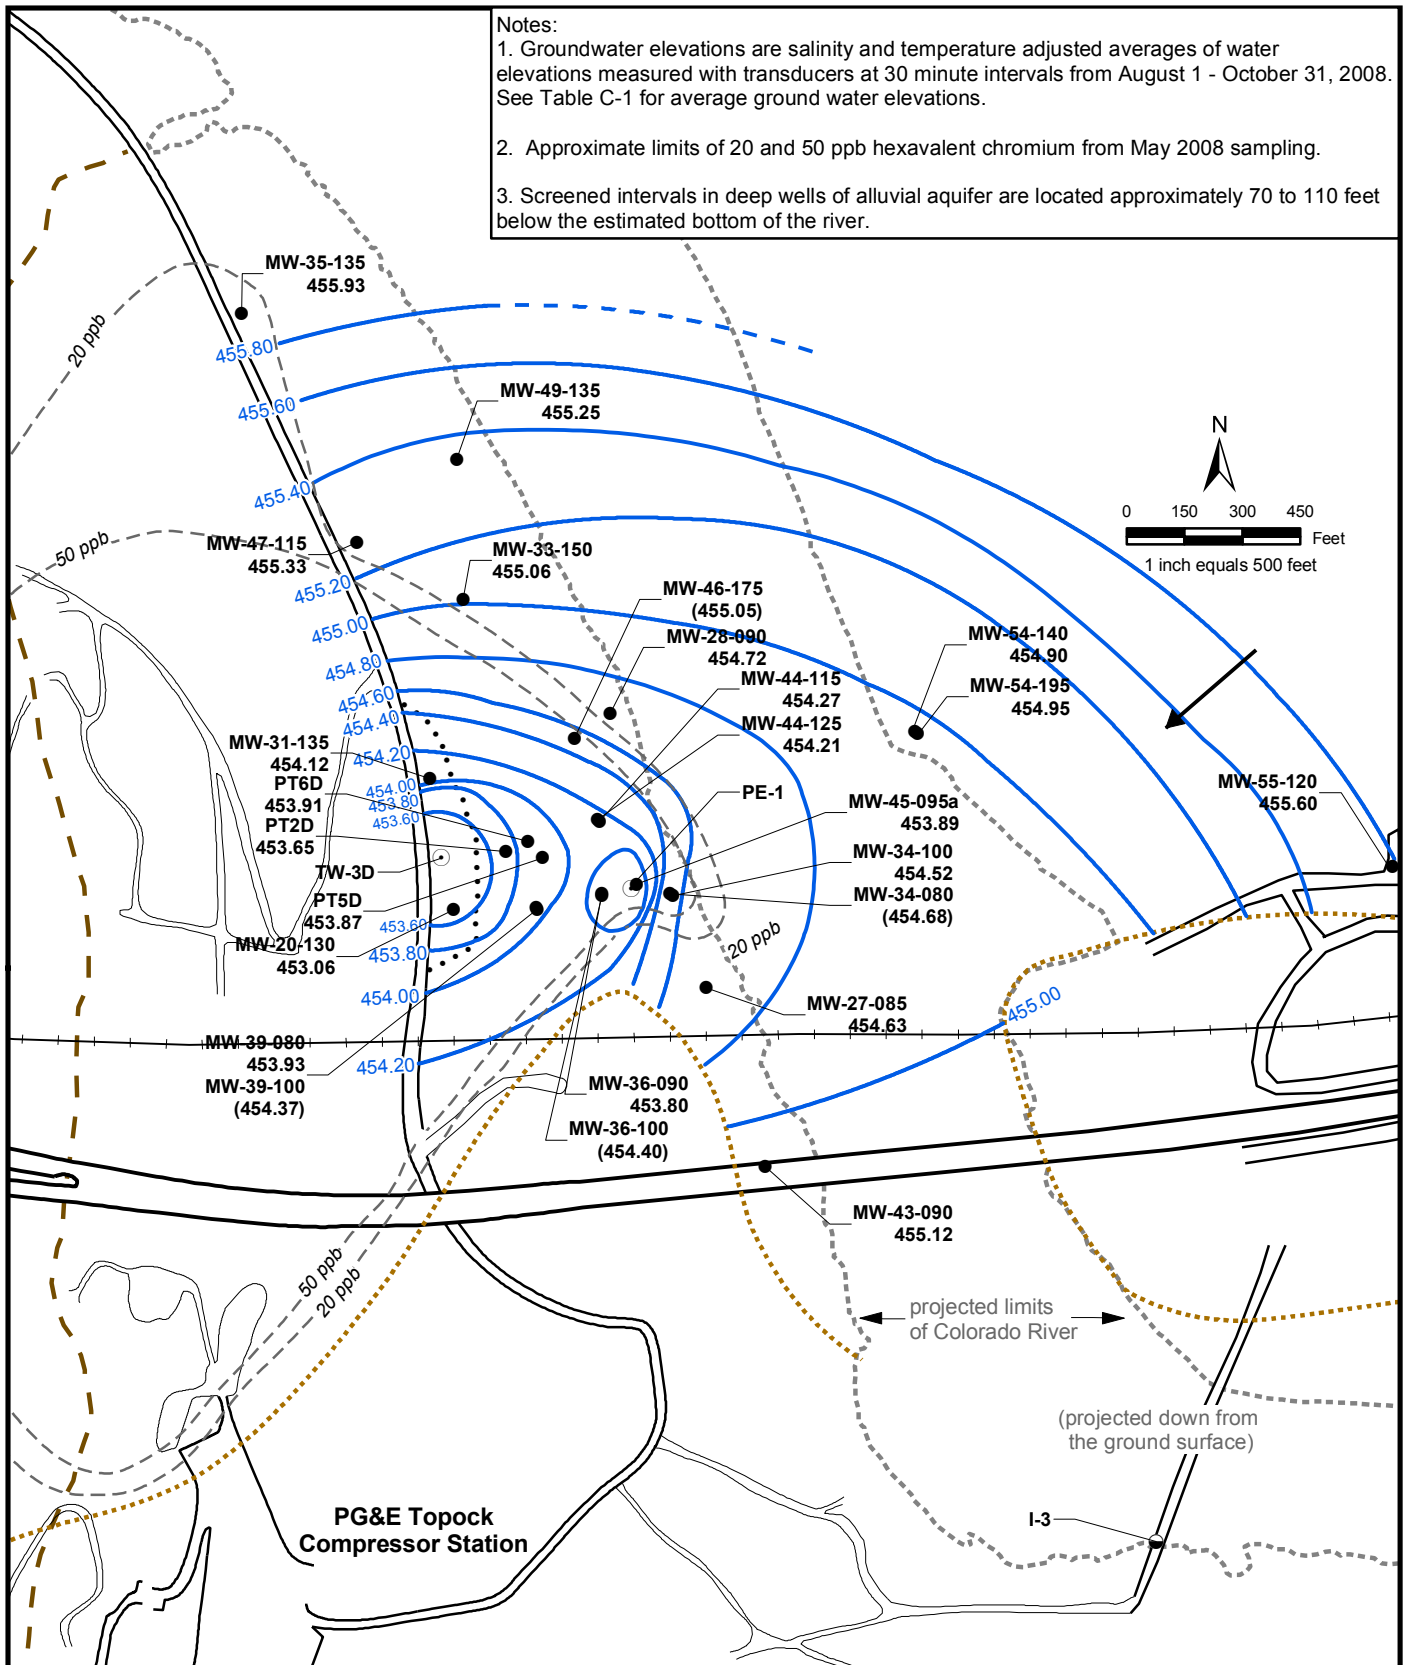 Notes:
1. Groundwater elevations are salinity and temperature adjusted averages of water
elevations measured with transducers at 30 minute intervals from August 1 - October 31, 2008.
See Table C-1 for average ground water elevations.
2. Approximate limits of 20 and 50 ppb hexavalent chromium from May 2008 sampling.
3. Screened intervals in deep wells of alluvial aquifer are located approximately 70 to 110 feet
below the estimated bottom of the river.
MW-35-135
455.93
20 ppb
455.80
455.60
MW-49-135
455.25
N
0 150 300 450
Feet
1 inch equals 500 feet
455.40
50 ppb
MW-47-115
455.33
MW-33-150
455.06
455.20
MW-46-175
(455.05)
455.00
MW-28-090
454.72
MW-54-140
454.90
454.80
MW-44-115
454.27
MW-54-195
454.95
454.60
454.40
MW-44-125
454.21
MW-31-135
454.12
454.20
PT6D
453.91
454.00
453.80
453.60
PE-1
MW-55-120
455.60
MW-45-095a
453.89
PT2D
453.65
MW-34-100
454.52
TW-3D
MW-34-080
(454.68)
PT5D
453.87
453.60
20 ppb
MW-20-130
453.06
453.80
454.00
MW-27-085
454.63
455.00
MW-39-080
453.93
454.20
MW-39-100
(454.37)
MW-36-090
453.80
MW-36-100
(454.40)
MW-43-090
455.12
50 ppb
20 ppb
projected limits
of Colorado River
(projected down from
the ground surface)
PG&E Topock
Compressor Station
I-3